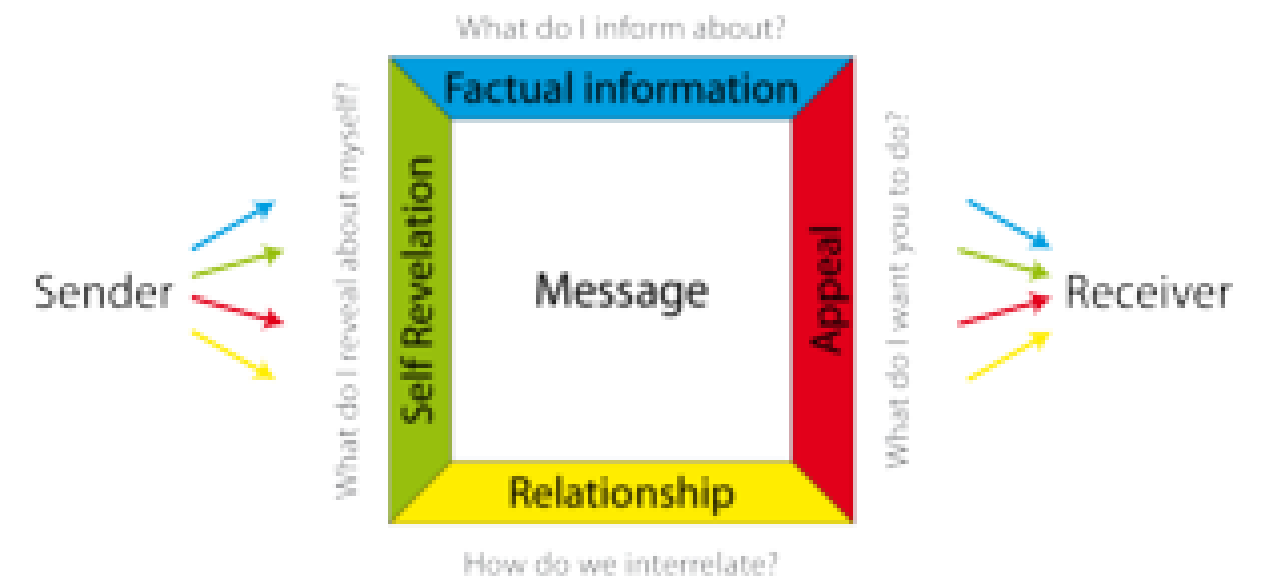 What do I inform about?
Factual information
What do I reveal about myself?
Self Revelation
Sender
Message
Appeal
What do I want you to do?
Receiver
Relationship
How do we interrelate?